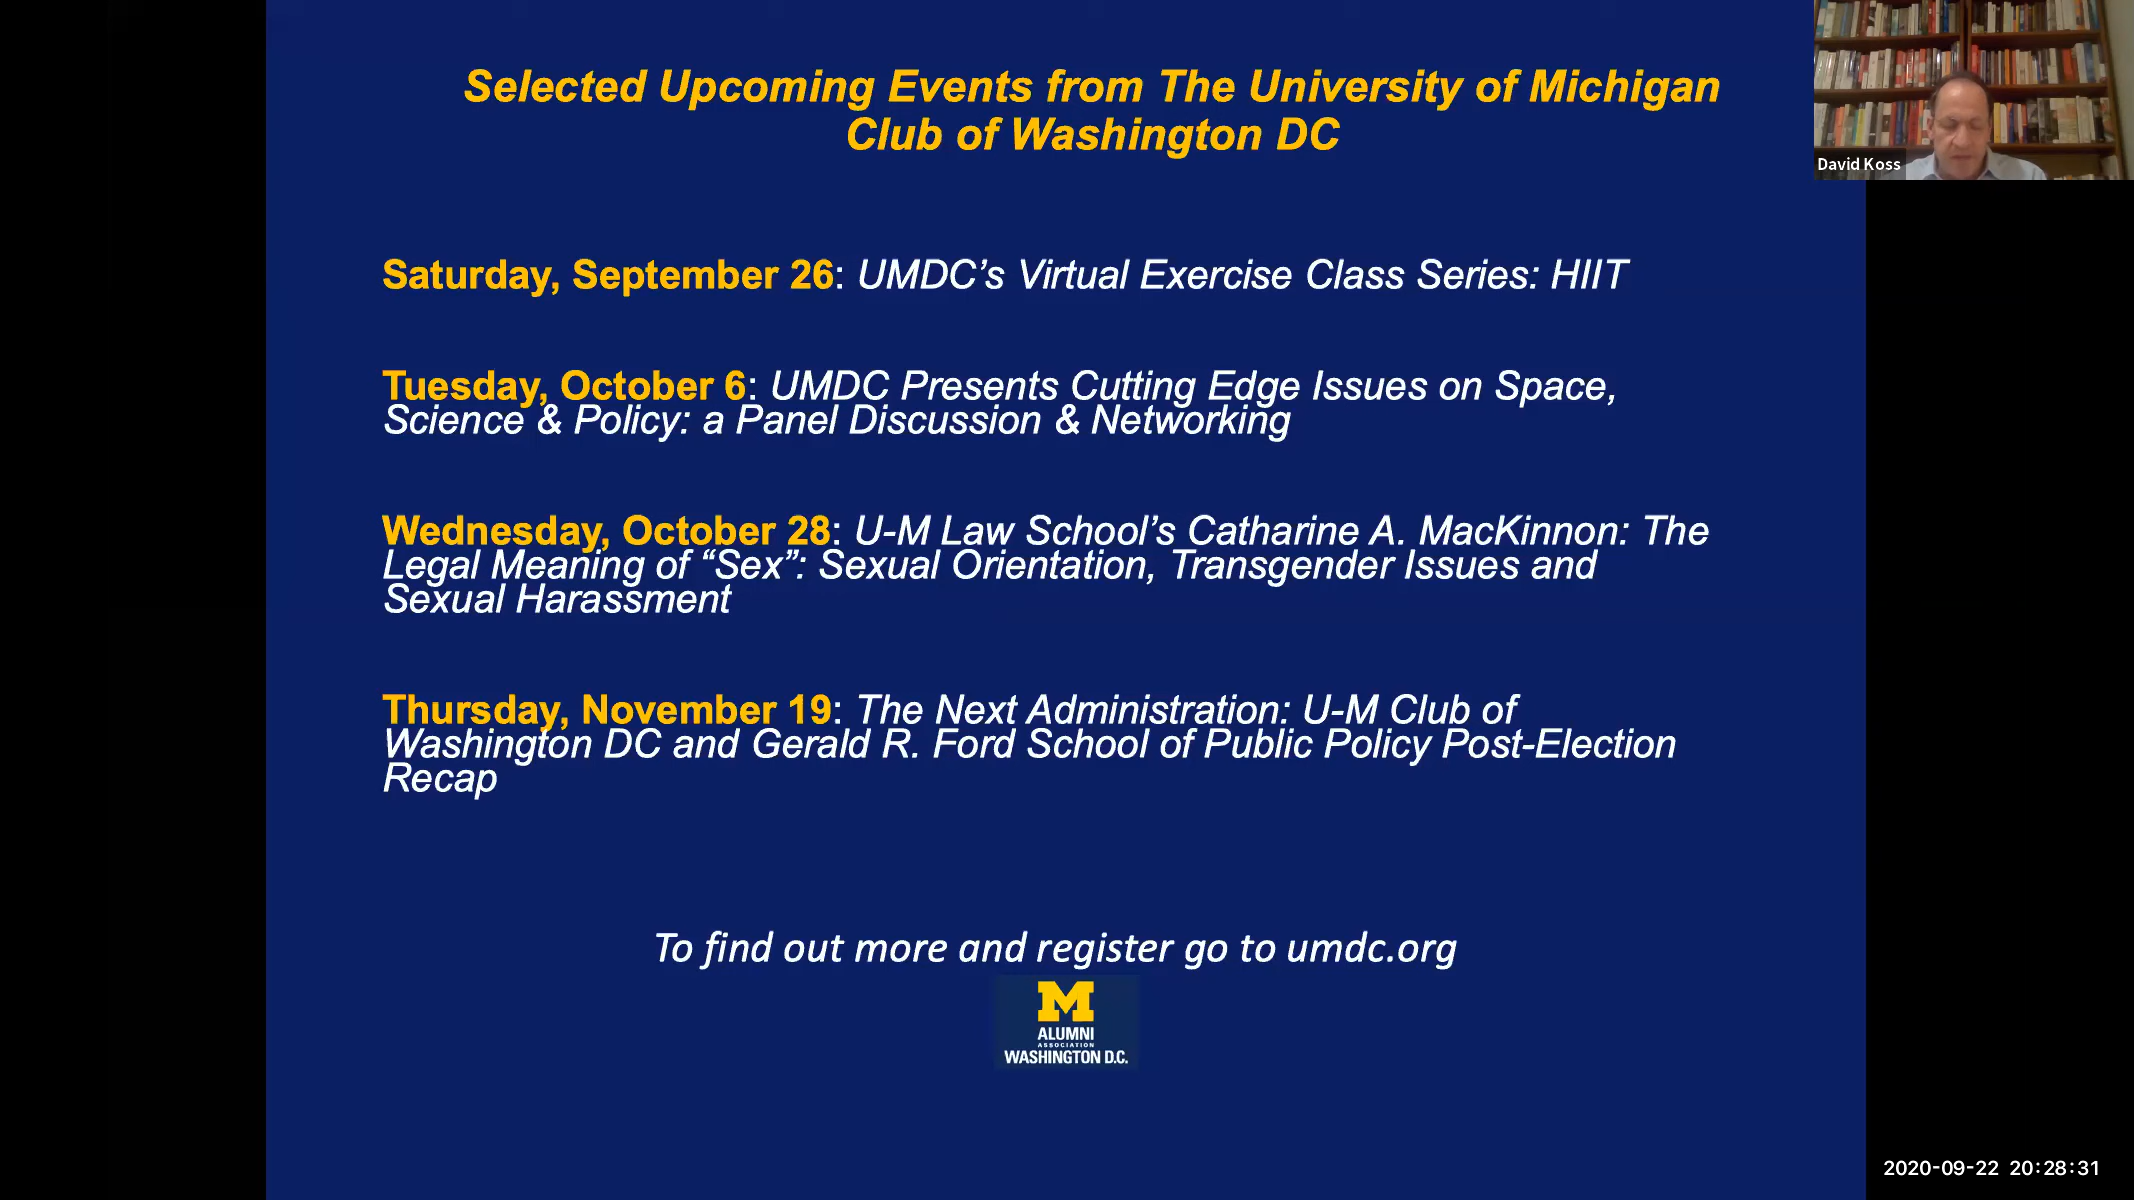 Selected Upcoming Events from The University of Michigan
Club of Washington DC
David Koss
Saturday, September 26: UMDC’s Virtual Exercise Class Series: HIIT
Tuesday, October 6: UMDC Presents Cutting Edge Issues on Space,
Science & Policy: a Panel Discussion & Networking
Wednesday, October 28: U-M Law School’s Catharine A. MacKinnon: The
Legal Meaning of “Sex”: Sexual Orientation, Transgender Issues and
Sexual Harassment
Thursday, November 19: The Next Administration: U-M Club of
Washington DC and Gerald R. Ford School of Public Policy Post-Election
Recap
To find out more and register go to umdc.org
M
ALUMNI
ASSOCIATION
WASHINGTON D.C.
2020-09-22 20:28:31